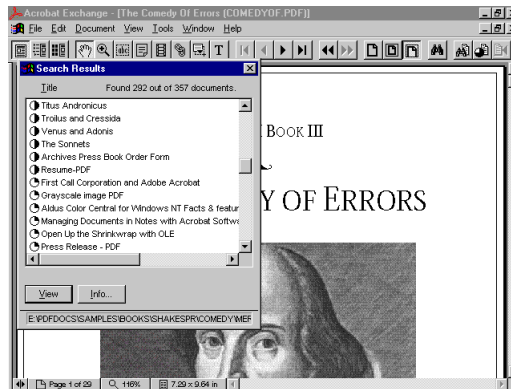 Acrobat Exchange - [The Comedy Of Errors (COMEDYOF.PDF)]
File Edit Document View Tools Window Help
Search Results
Title Found 292 out of 357 documents.
Titus Andronicus
Troilus and Cressida
Venus and Adonis
The Sonnets
Archives Press Book Order Form
Resume-PDF
First Call Corporation and Adobe Acrobat
Grayscale image PDF
Aldus Color Central for Windows NT Facts & featur
Managing Documents in Notes with Acrobat Softwa
Open Up the Shrinkwrap with OLE
Press Release - PDF
View Info...
E:\PDFDOCS\SAMPLES\BOOKS\SHAKESPR\COMEDY\MER
BOOK III
Y OF ERRORS
Page 1 of 29 116% 7.29 x 9.64 in